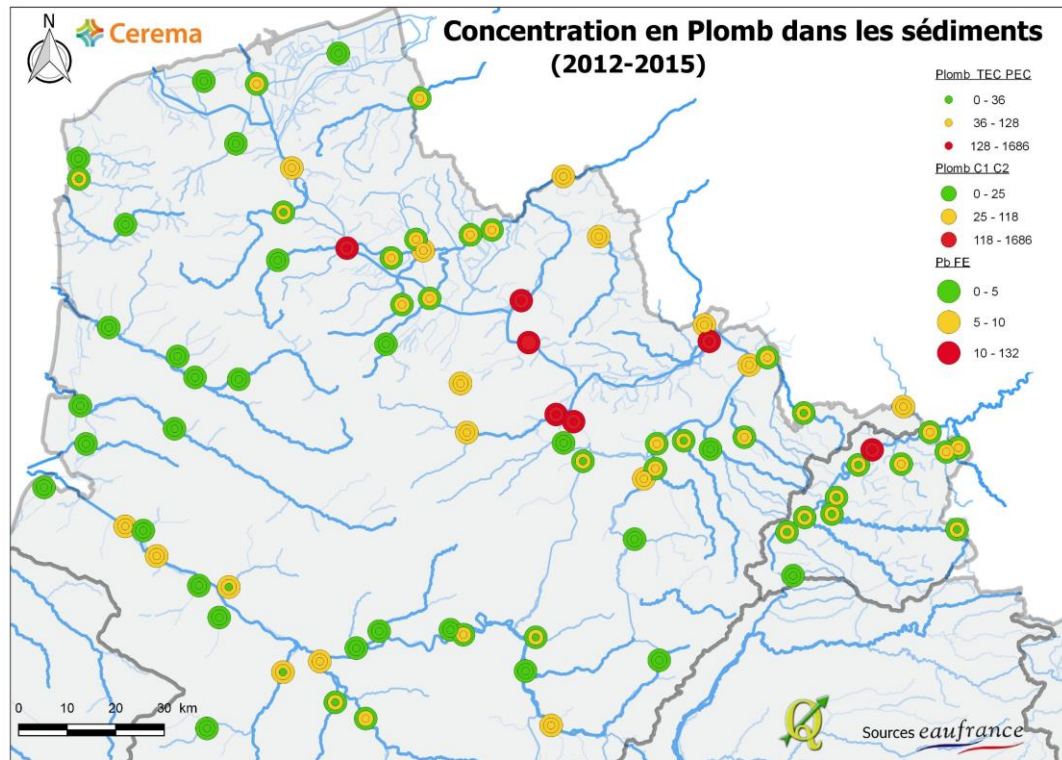 N
Cerema
Concentration en Plomb dans les sédiments
(2012-2015)
Plomb TEC PEC
0 - 36
36 - 128
128 - 1686
Plomb C1 C2
0 - 25
25 - 118
118 - 1686
Pb FE
0 - 5
5 - 10
10 - 132
0 10 20 30 km
Q
Sources eaufrance